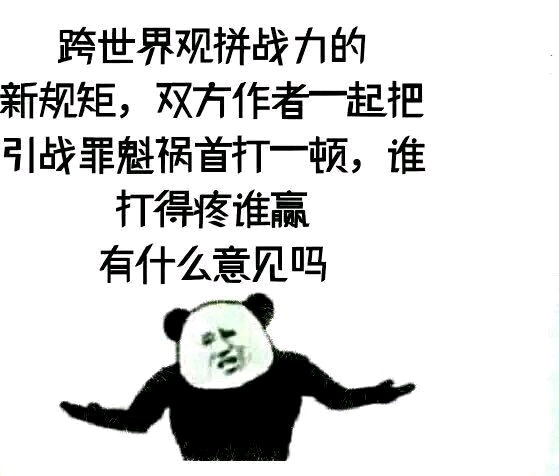 跨世界观拼战力的
新规矩，双方作者一起把
引战罪魁祸首打一顿，谁
打得疼谁赢
有什么意见吗